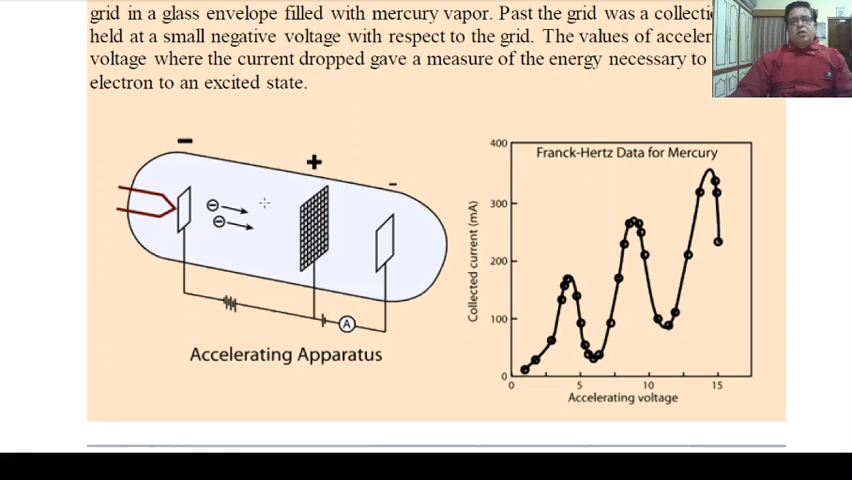 grid in a glass envelope filled with mercury vapor. Past the grid was a
held at a small negative voltage with respect to the grid. The values of
voltage where the current dropped gave a measure of the energy necessary to
electron to an excited state.
−
+
-
A
Accelerating Apparatus
Franck-Hertz Data for Mercury
Collected current (mA)
400
300
200
100
0
0
5
10
15
Accelerating voltage